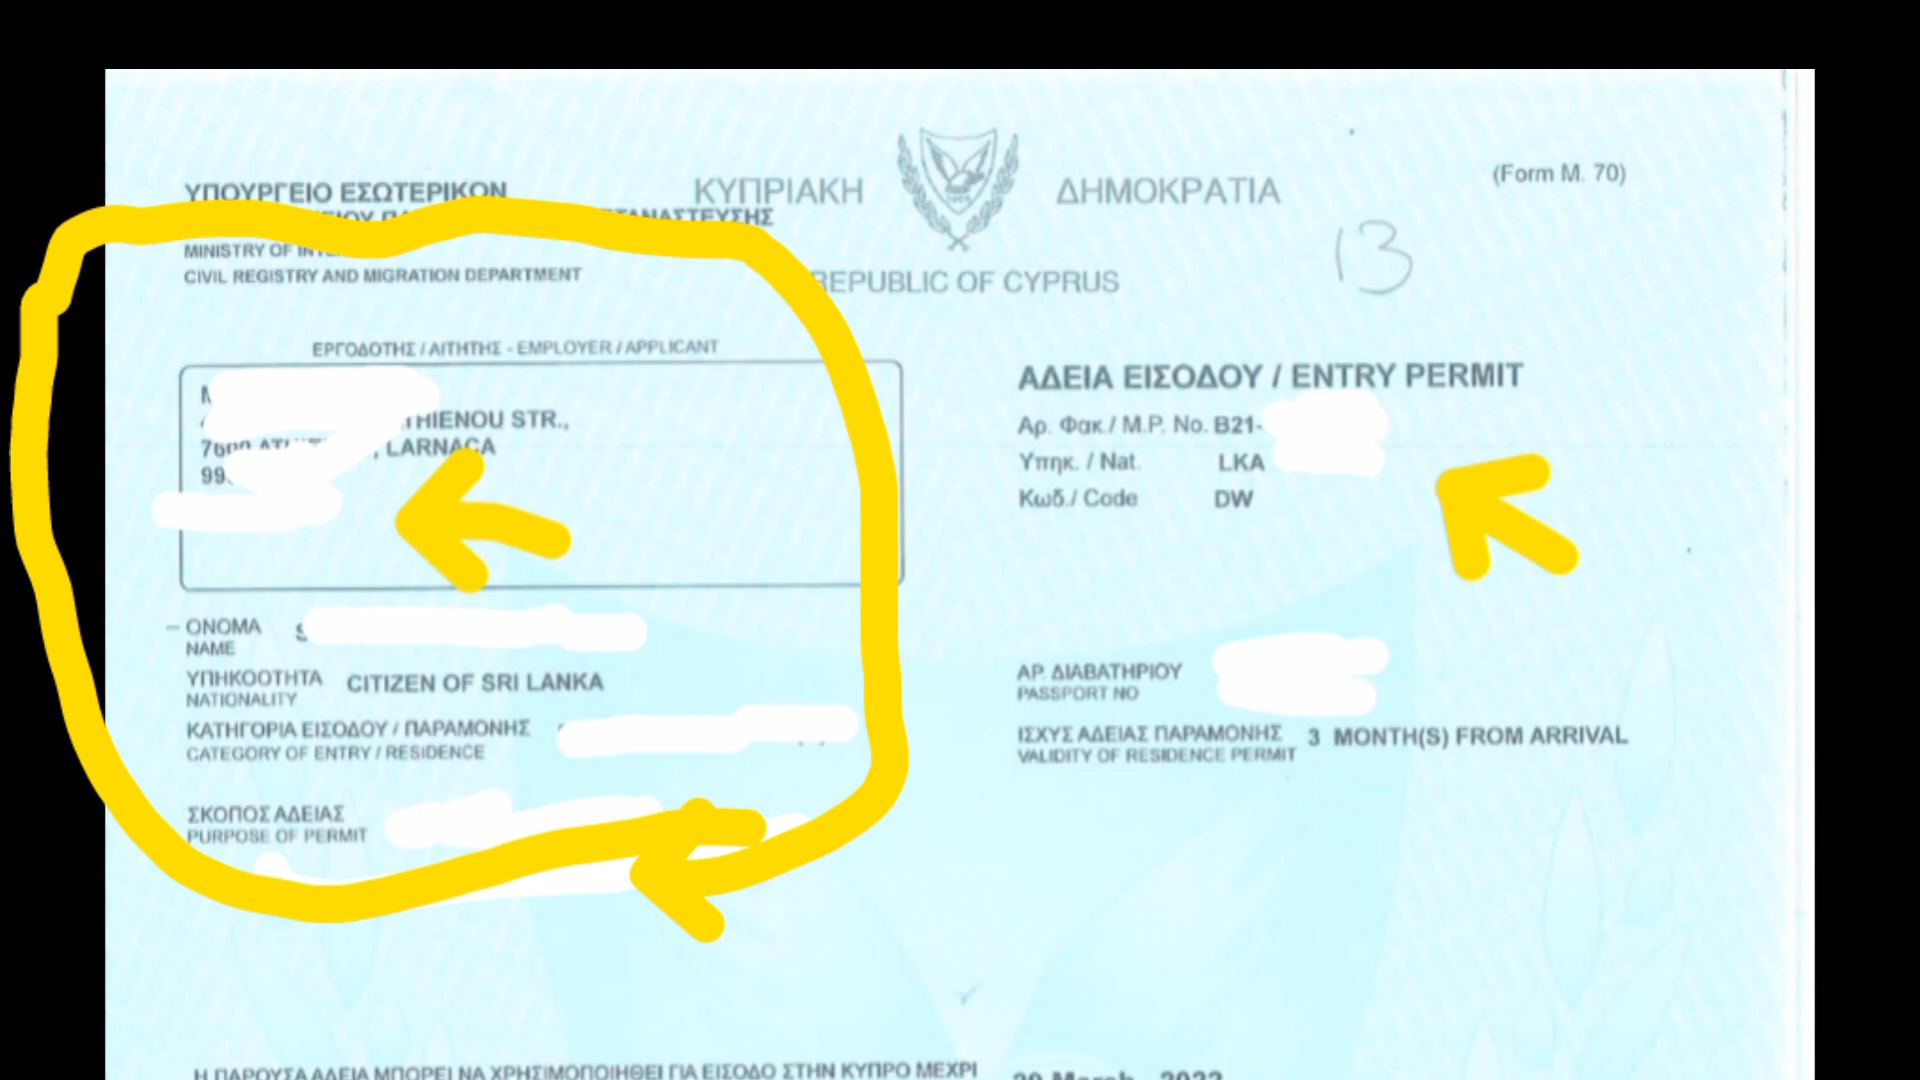 ΥΠΟΥΡΓΕΙΟ ΕΣΩΤΕΡΙΚΩΝ
MINISTRY OF
CIVIL REGISTRY AND MIGRATION DEPARTMENT
ΚΥΠΡΙΑΚΗ ΔΗΜΟΚΡΑΤΙΑ
REPUBLIC OF CYPRUS
(Form M. 70)
13
ΕΡΓΟΔΟΤΗΣ / ΑΙΤΗΤΗΣ - EMPLOYER / APPLICANT
STR.,
LARNACA
ΑΔΕΙΑ ΕΙΣΟΔΟΥ / ENTRY PERMIT
Αρ. Φακ./ M.P. No. B21-
Υπηκ. / Nat. LKA
Κωδ./ Code DW
ΟΝΟΜΑ
NAME
ΥΠΗΚΟΟΤΗΤΑ CITIZEN OF SRI LANKA
NATIONALITY
ΚΑΤΗΓΟΡΙΑ ΕΙΣΟΔΟΥ / ΠΑΡΑΜΟΝΗΣ
CATEGORY OF ENTRY / RESIDENCE
ΑΡ. ΔΙΑΒΑΤΗΡΙΟΥ
PASSPORT NO
ΙΣΧΥΣ ΑΔΕΙΑΣ ΠΑΡΑΜΟΝΗΣ 3 MONTH(S) FROM ARRIVAL
VALIDITY OF RESIDENCE PERMIT
ΣΚΟΠΟΣ ΑΔΕΙΑΣ
PURPOSE OF PERMIT
Η ΠΑΡΟΥΣΑ ΑΔΕΙΑ ΜΠΟΡΕΙ ΝΑ ΧΡΗΣΙΜΟΠΟΙΗΘΕΙ ΓΙΑ ΕΙΣΟΔΟ ΣΤΗΝ ΚΥΠΡΟ ΜΕΧΡΙ